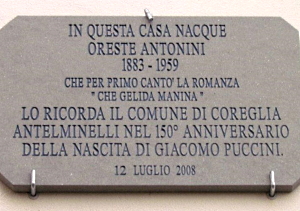 IN QUESTA CASA NACQUE
ORESTE ANTONINI
1883 - 1959
CHE PER PRIMO CANTO' LA ROMANZA
"CHE GELIDA MANINA"
LO RICORDA IL COMUNE DI COREGLIA
ANTELMINELLI NEL 150° ANNIVERSARIO
DELLA NASCITA DI GIACOMO PUCCINI.
12 LUGLIO 2008